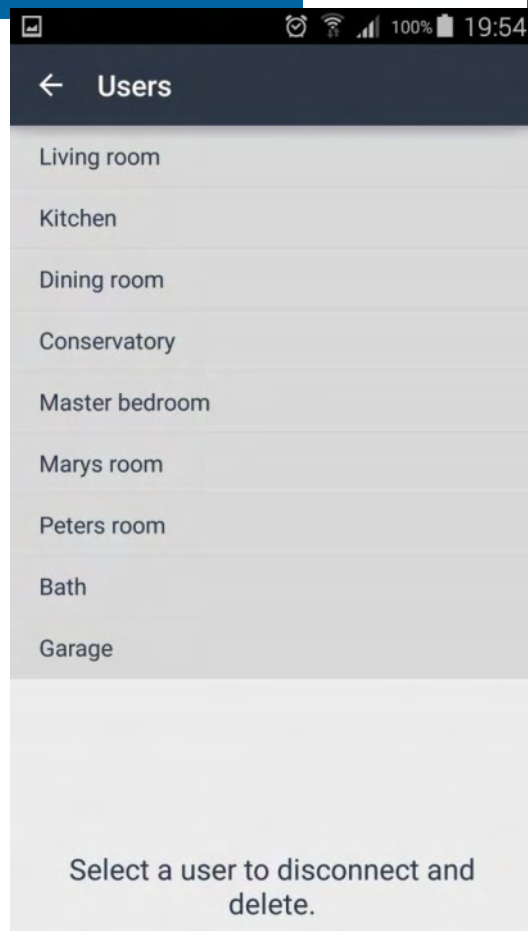 100% 19:54
Users
Living room
Kitchen
Dining room
Conservatory
Master bedroom
Marys room
Peters room
Bath
Garage
Select a user to disconnect and
delete.